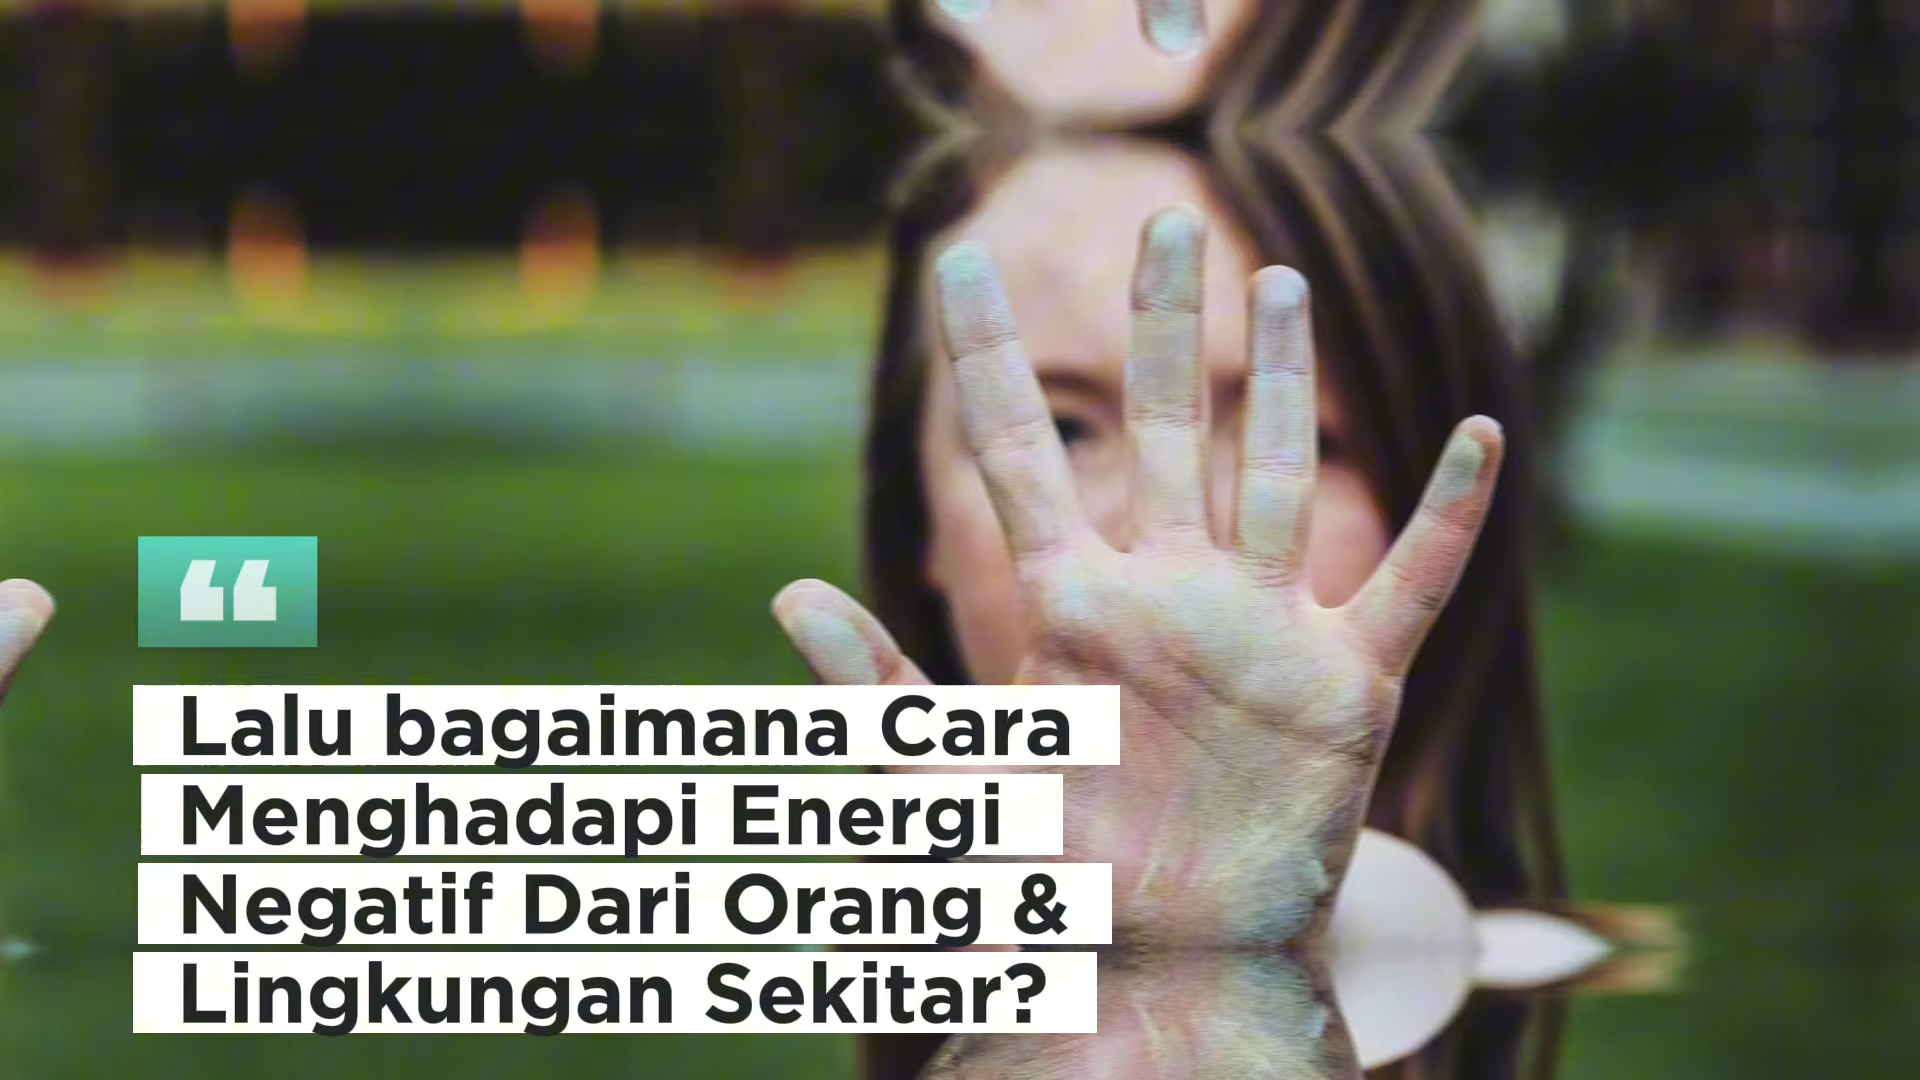 “
Lalu bagaimana Cara
Menghadapi Energi
Negatif Dari Orang &
Lingkungan Sekitar?